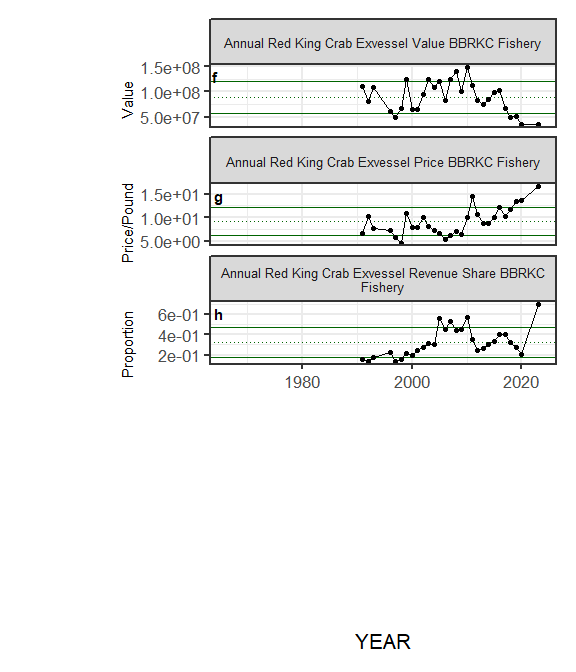 Annual Red King Crab Exvessel Value BBRKC Fishery
1.5e+08
1.0e+08
5.0e+07
Value
f
Annual Red King Crab Exvessel Price BBRKC Fishery
1.5e+01
1.0e+01
5.0e+00
Price/Pound
g
Annual Red King Crab Exvessel Revenue Share BBRKC
Fishery
6e-01
4e-01
2e-01
Proportion
h
1980 2000 2020
YEAR